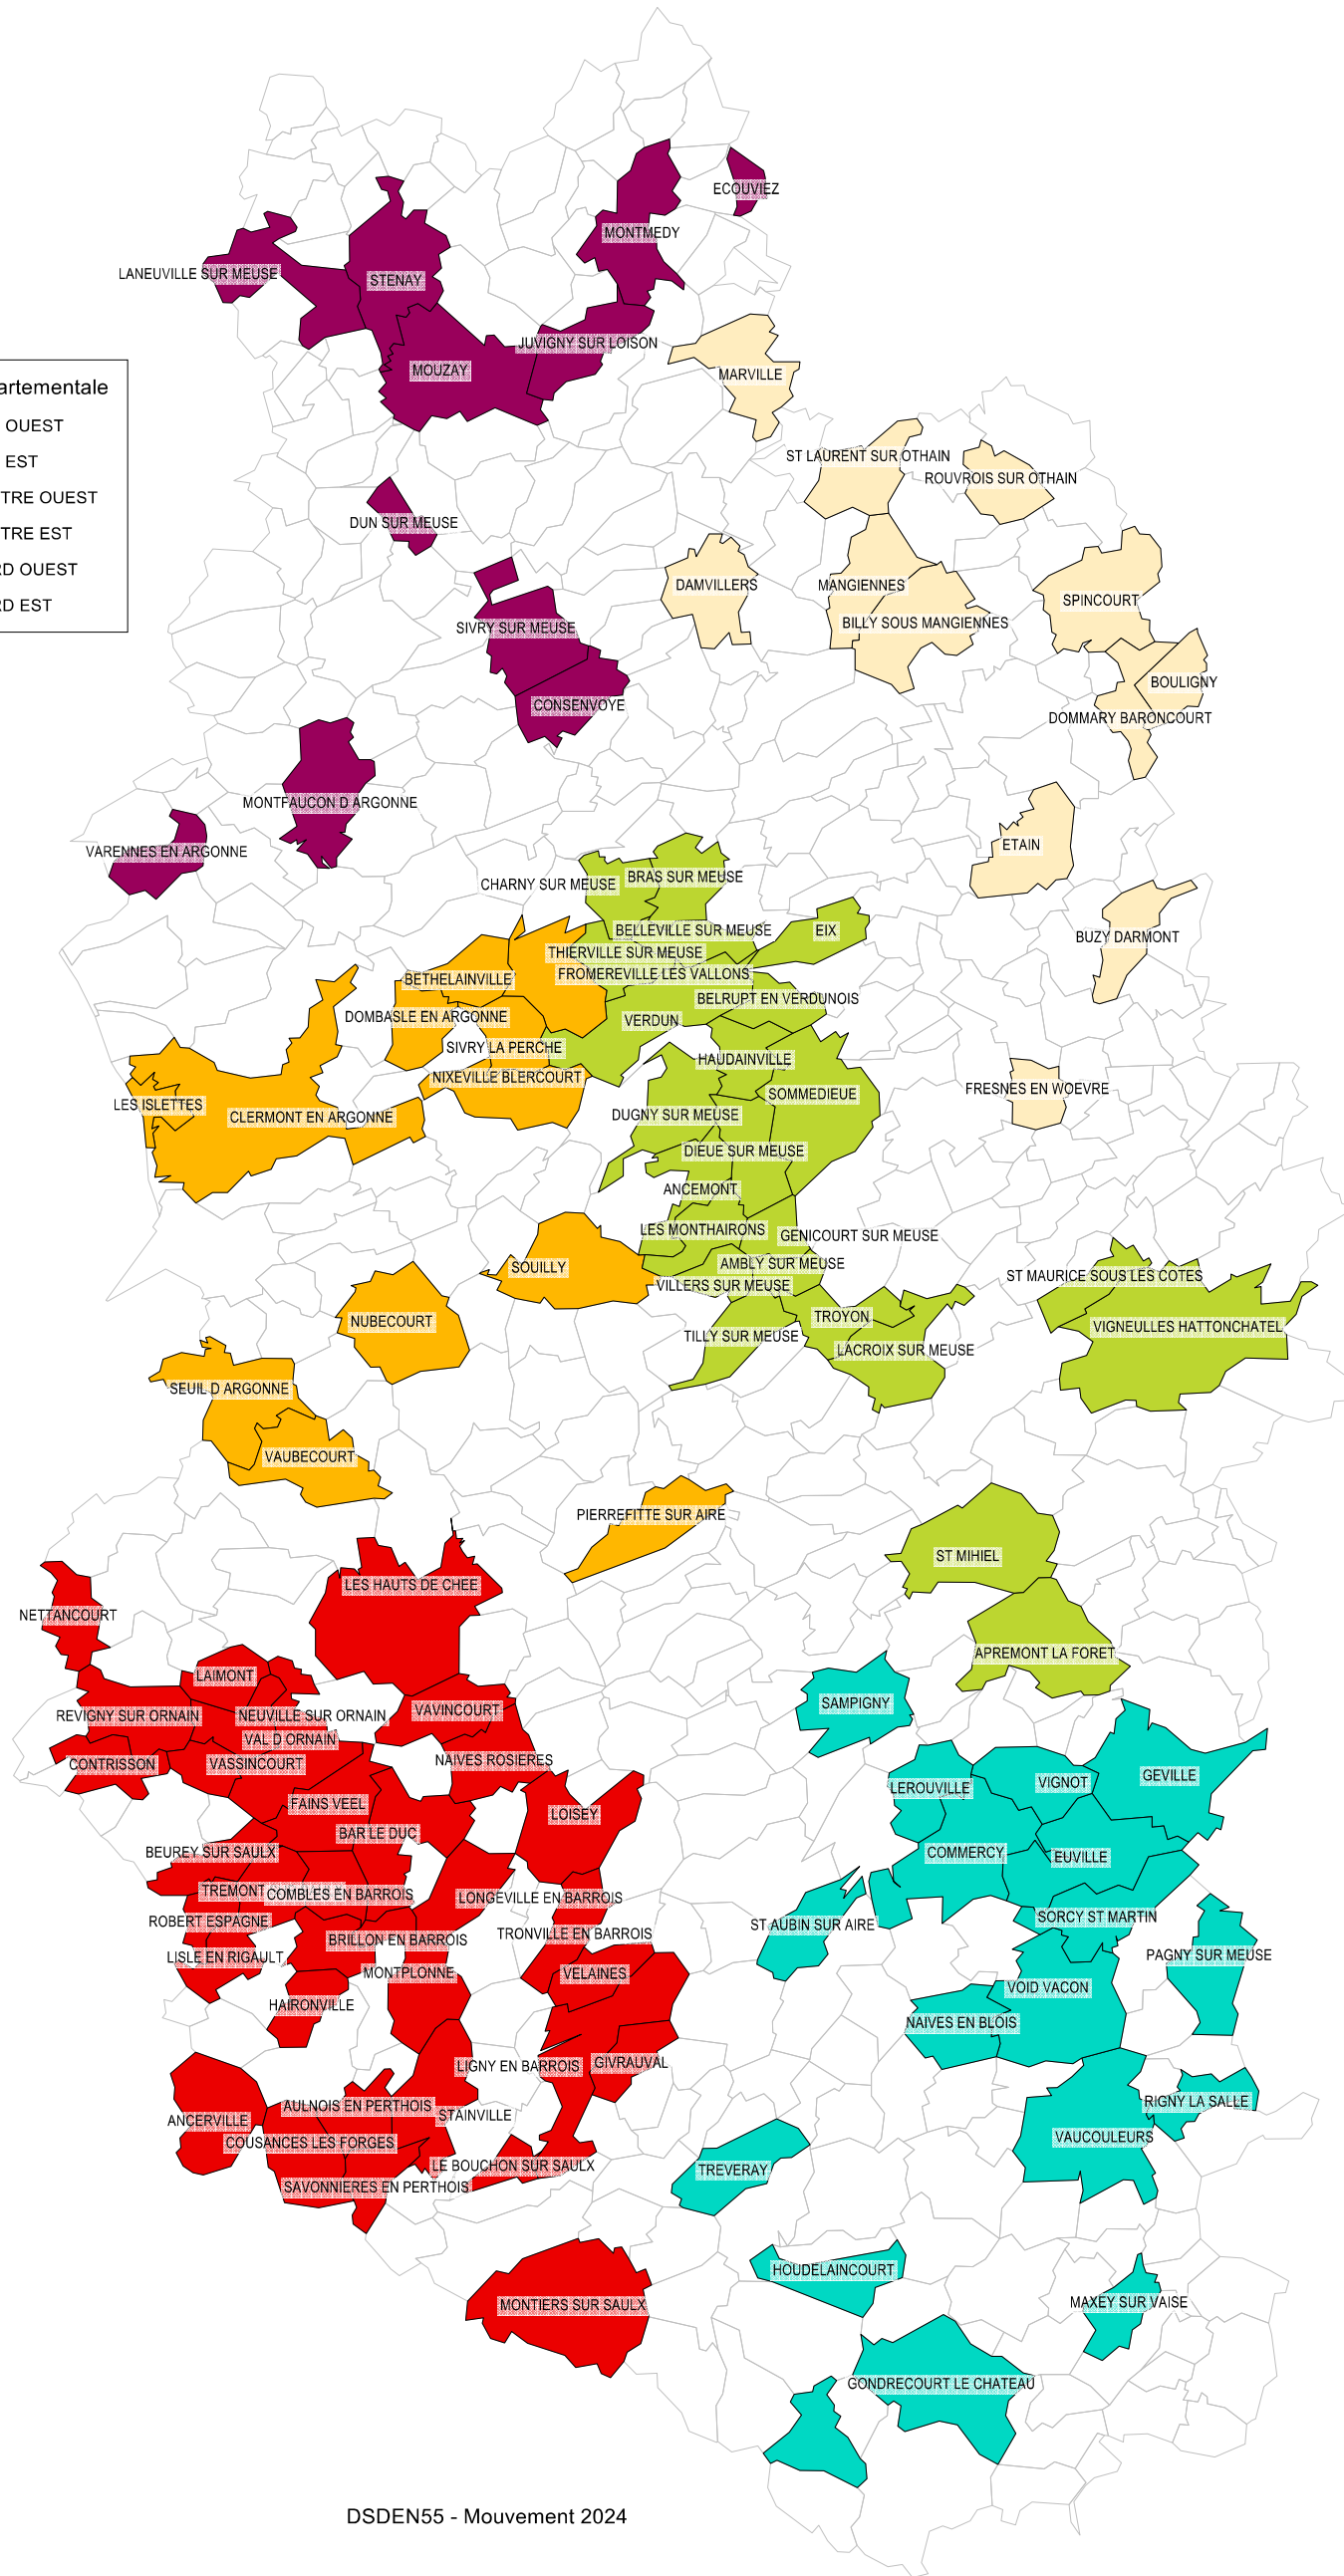 ECOUVIEZ
MONTMEDY
LANEUVILLE SUR MEUSE
STENAY
JUVIGNY SUR LOISON
MOUZAY
MARVILLE
artementale
OUEST
EST
TRE OUEST
TRE EST
RD OUEST
RD EST
ST LAURENT SUR OTHAIN
ROUVROIS SUR OTHAIN
DUN SUR MEUSE
DAMVILLERS
MANGIENNES
SPINCOURT
BILLY SOUS MANGIENNES
SIVRY SUR MEUSE
BOULIGNY
CONSENVOYE
DOMMARY BARONCOURT
MONTFAUCON D ARGONNE
ETAIN
VARENNES EN ARGONNE
BRAS SUR MEUSE
CHARNY SUR MEUSE
BELLEVILLE SUR MEUSE
EIX
BUZY DARMONT
THIERVILLE SUR MEUSE
FROMEREVILLE LES VALLONS
BETHELAINVILLE
BELRUPT EN VERDUNOIS
DOMBASLE EN ARGONNE
VERDUN
SIVRY LA PERCHE
HAUDAINVILLE
NIXEVILLE BLERCOURT
FRESNES EN WOEVRE
SOMMEDIEUE
LES ISLETTES
CLERMONT EN ARGONNE
DUGNY SUR MEUSE
DIEUE SUR MEUSE
ANCEMONT
LES MONTHAIRONS
GENICOURT SUR MEUSE
AMBLY SUR MEUSE
SOUILLY
ST MAURICE SOUS LES COTES
VILLERS SUR MEUSE
TROYON
NUBECOURT
VIGNEULLES HATTONCHATEL
TILLY SUR MEUSE
LACROIX SUR MEUSE
SEUIL D ARGONNE
VAUBECOURT
PIERREFITTE SUR AIRE
ST MIHIEL
LES HAUTS DE CHEE
NETTANCOURT
APREMONT LA FORET
LAIMONT
SAMPIGNY
VAVINCOURT
REVIGNY SUR ORNAIN
NEUVILLE SUR ORNAIN
VAL D ORNAIN
NAIVES ROSIERES
CONTRISSON
VASSINCOURT
GEVILLE
VIGNOT
LEROUVILLE
FAINS VEEL
LOISEY
BAR LE DUC
BEUREY SUR SAULX
COMMERCY
EUVILLE
TREMONT
COMBLES EN BARROIS
LONGEVILLE EN BARROIS
SORCY ST MARTIN
ROBERT ESPAGNE
ST AUBIN SUR AIRE
TRONVILLE EN BARROIS
BRILLON EN BARROIS
PAGNY SUR MEUSE
LISLE EN RIGAULT
MONTPLONNE
VELAINES
VOID VACON
HAIRONVILLE
NAIVES EN BLOIS
GIVRAUVAL
LIGNY EN BARROIS
RIGNY LA SALLE
AULNOIS EN PERTHOIS
STAINVILLE
ANCERVILLE
VAUCOULEURS
COUSANCES LES FORGES
LE BOUCHON SUR SAULX
TREVERAY
SAVONNIERES EN PERTHOIS
HOUDELAINCOURT
MAXEY SUR VAISE
MONTIERS SUR SAULX
GONDRECOURT LE CHATEAU
DSDEN55 - Mouvement 2024